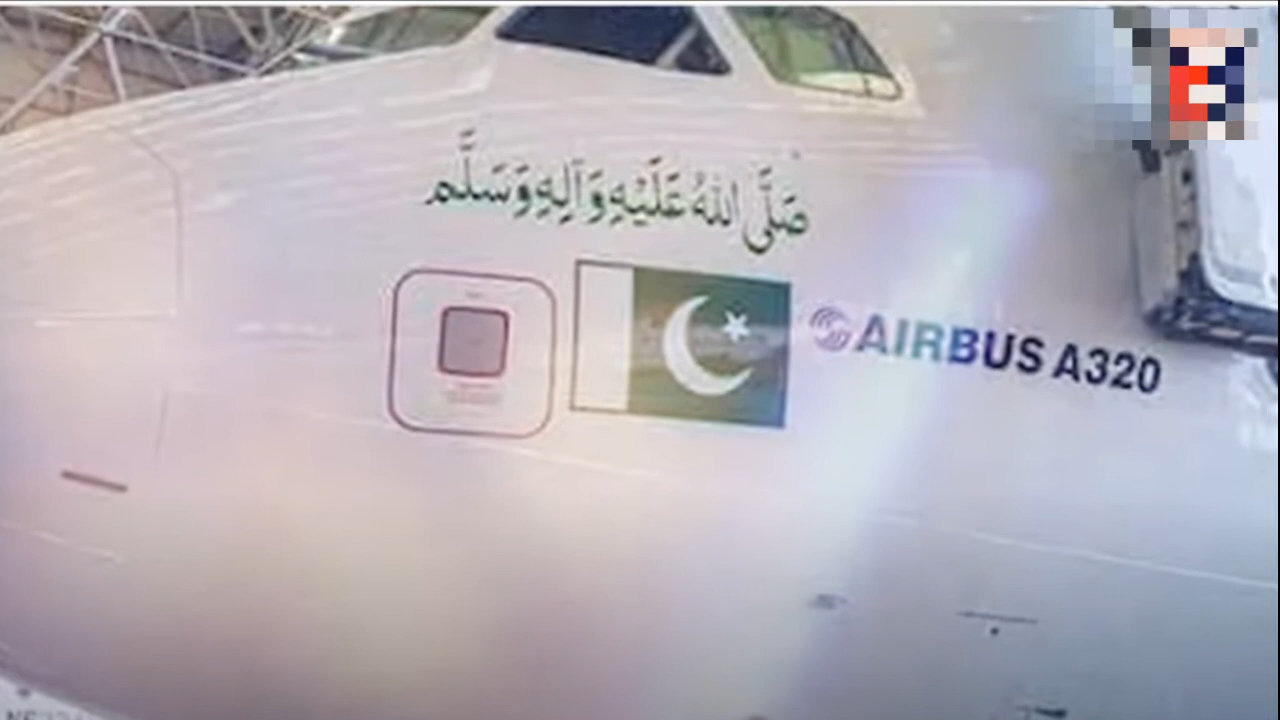 صَلَّى اللهُ عَلَيْهِ وَآلِهِ وَسَلَّم
AIRBUS A320